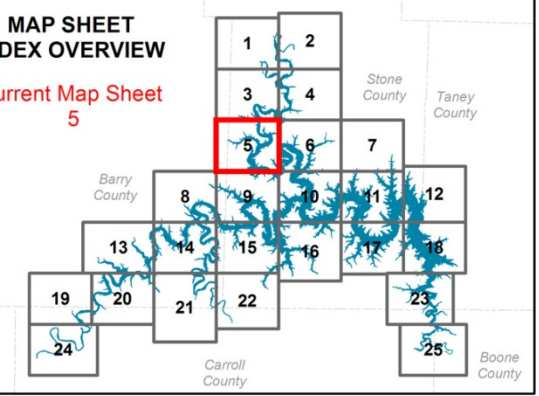 MAP SHEET
DEX OVERVIEW
urrent Map Sheet
5
1
2
Stone
County
3
4
Taney
County
5
6
7
Barry
County
8
9
10
11
12
13
14
15
16
17
18
19
20
21
22
23
24
25
Carroll
County
Boone
County